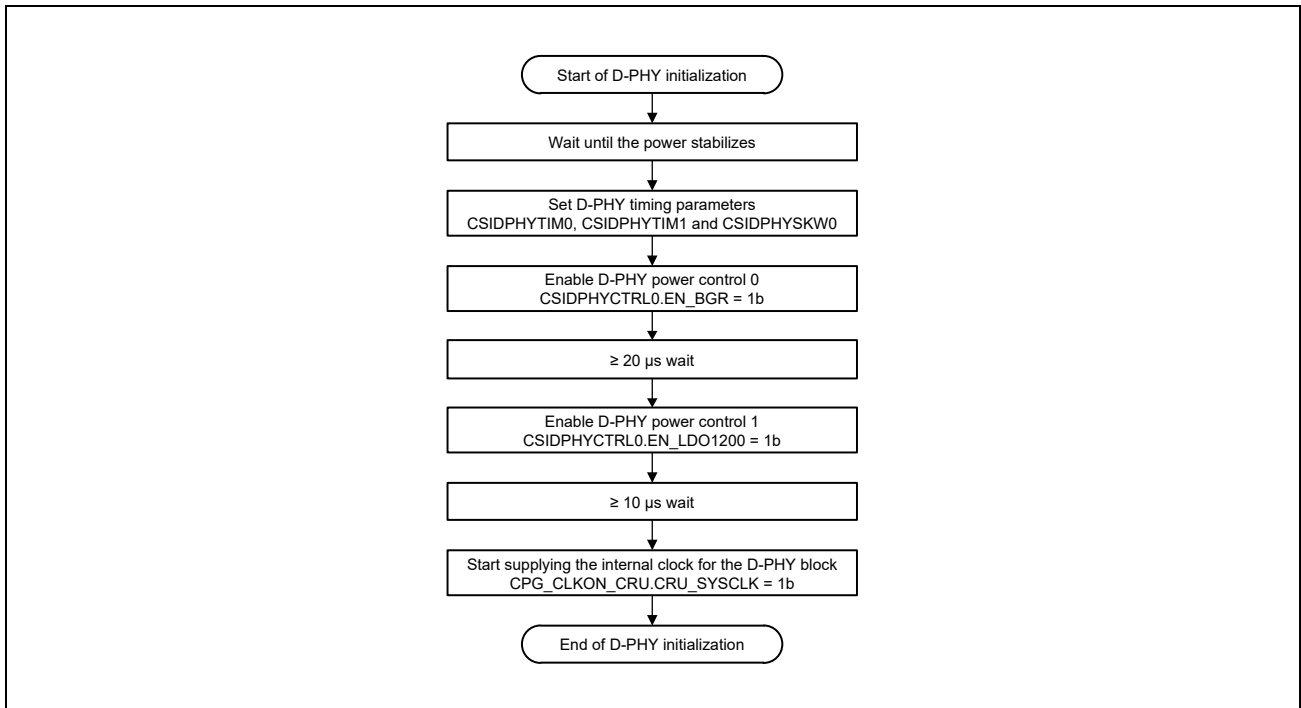 Start of D-PHY initialization
Wait until the power stabilizes
Set D-PHY timing parameters
CSIDPHYTIM0, CSIDPHYTIM1 and CSIDPHYSKW0
Enable D-PHY power control 0
CSIDPHYCTRL0.EN_BGR = 1b
≥ 20 µs wait
Enable D-PHY power control 1
CSIDPHYCTRL0.EN_LDO1200 = 1b
≥ 10 µs wait
Start supplying the internal clock for the D-PHY block
CPG_CLKON_CRU.CRU_SYSCLK = 1b
End of D-PHY initialization